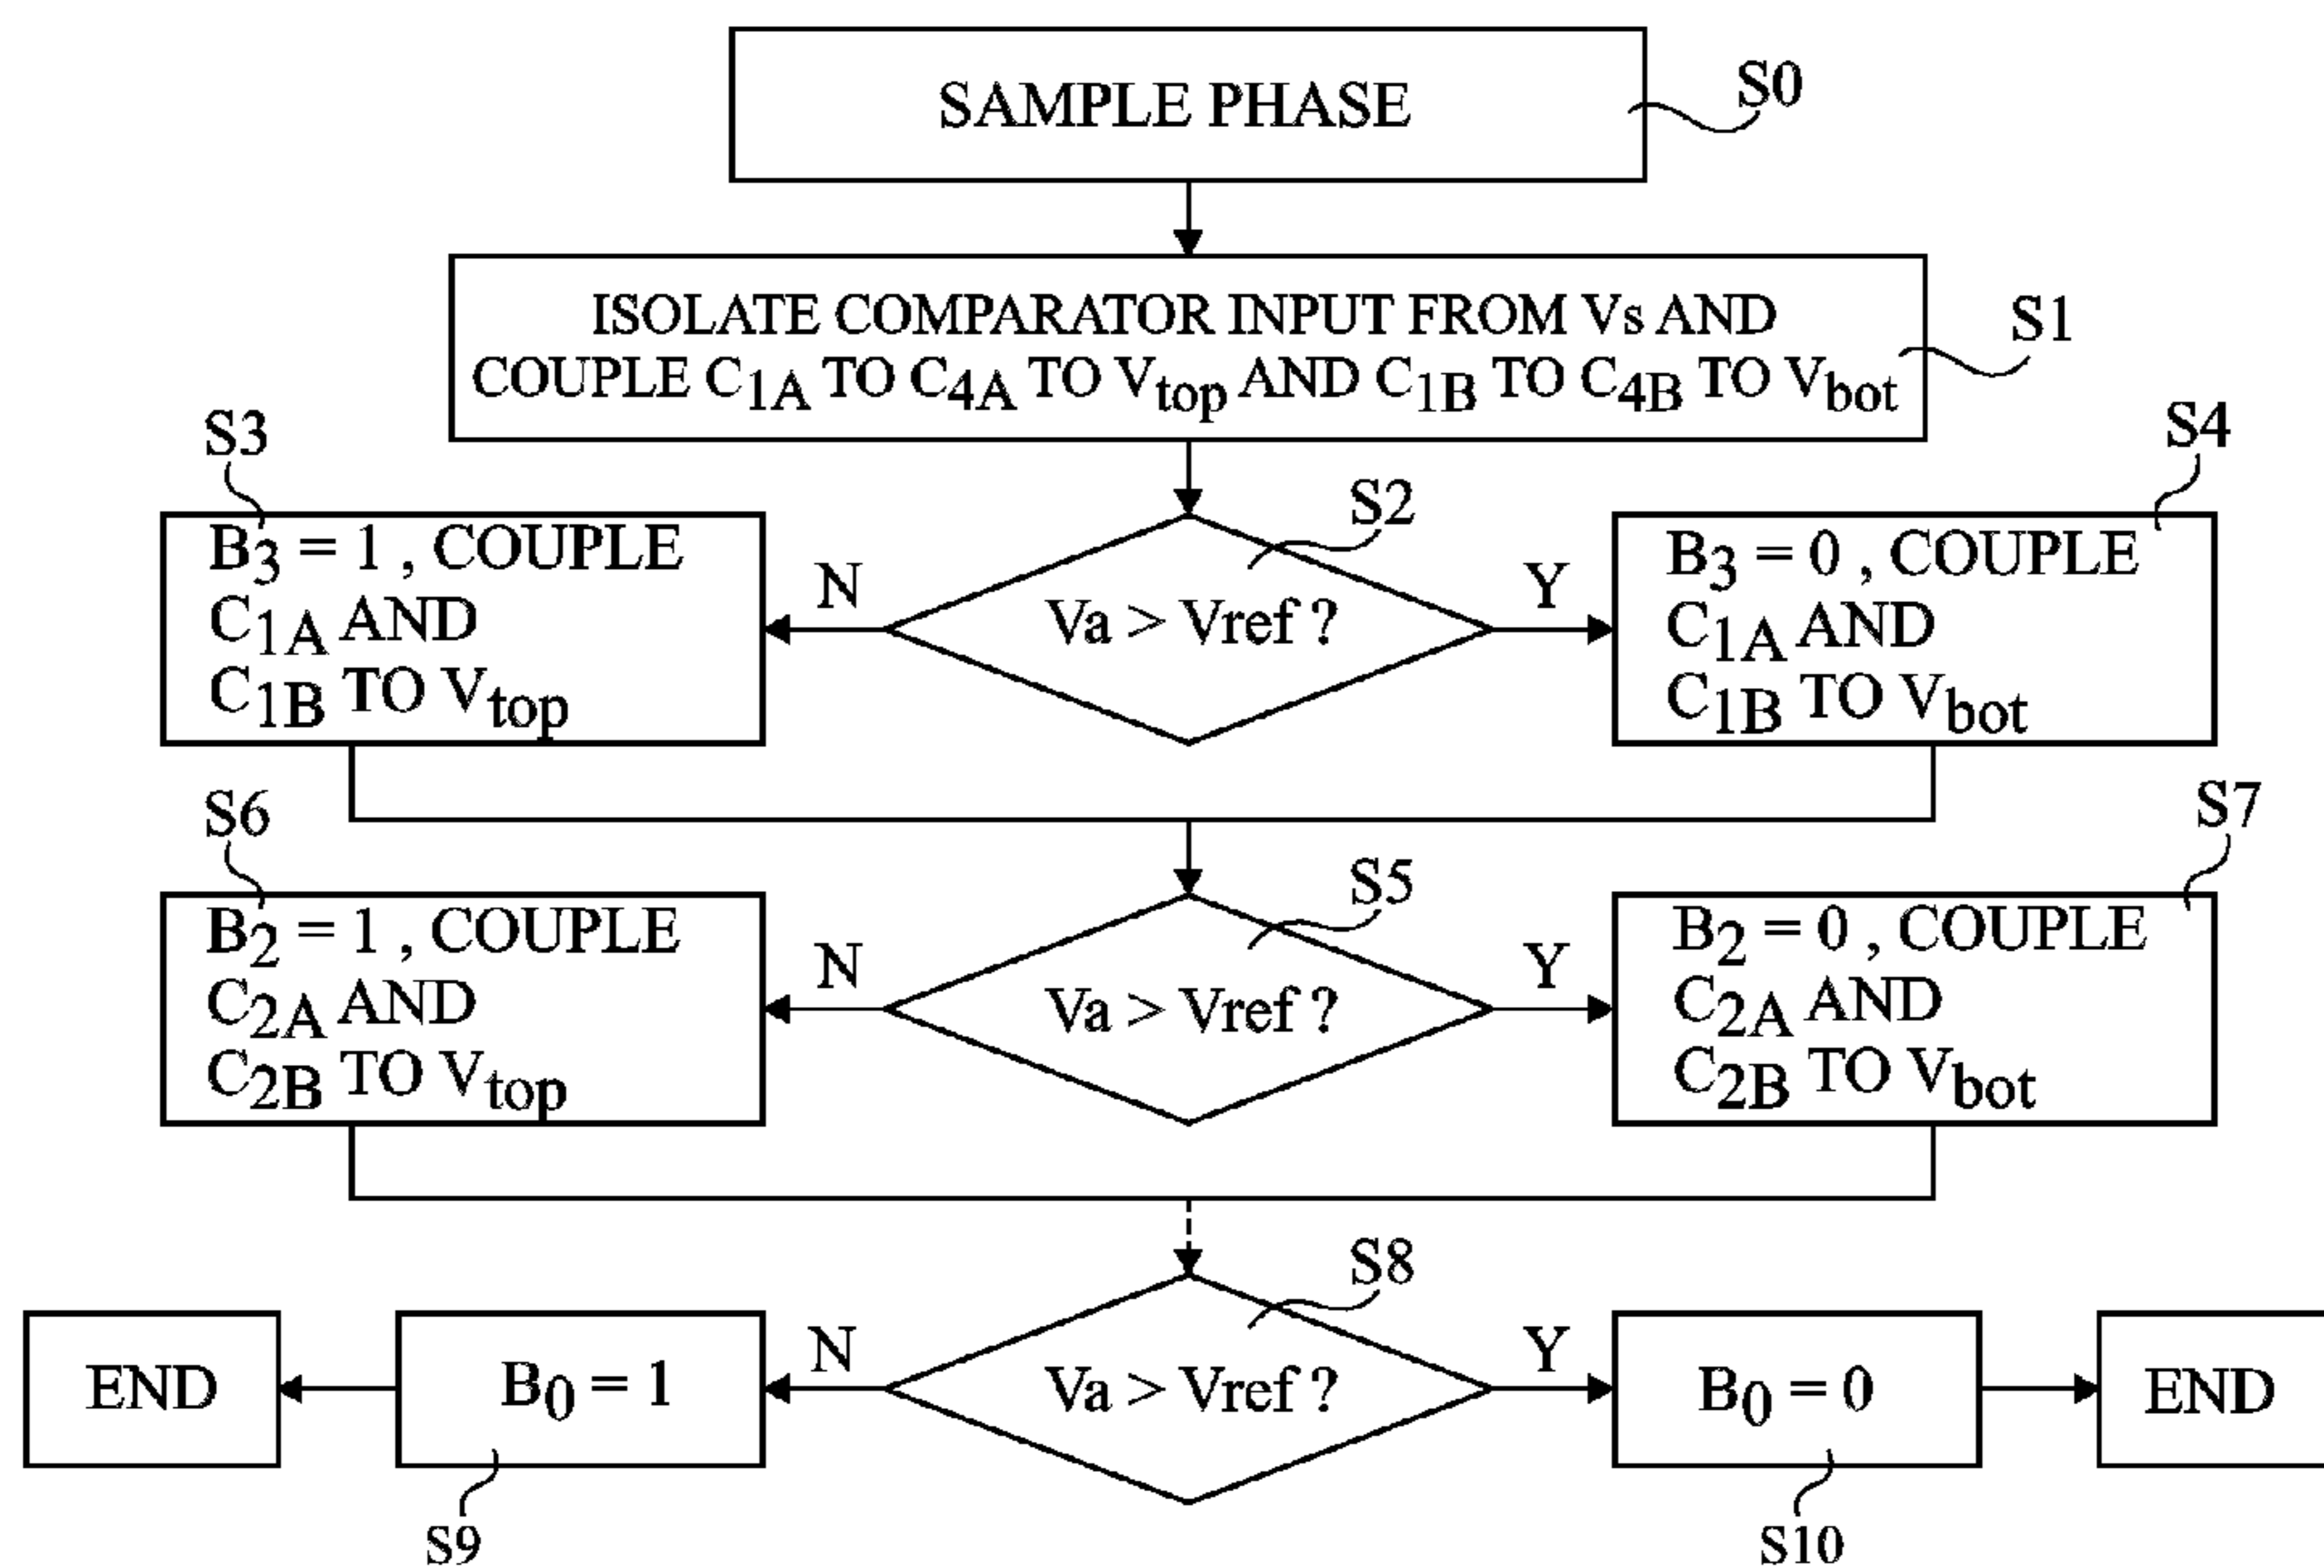 SAMPLE PHASE
S0
ISOLATE COMPARATOR INPUT FROM Vs AND
COUPLE C1A TO C4A TO Vtop AND C1B TO C4B TO Vbot
S1
S3
B3 = 1 , COUPLE
C1A AND
C1B TO Vtop
N
S2
Va > Vref ?
Y
S4
B3 = 0 , COUPLE
C1A AND
C1B TO Vbot
S6
B2 = 1 , COUPLE
C2A AND
C2B TO Vtop
N
S5
Va > Vref ?
Y
S7
B2 = 0 , COUPLE
C2A AND
C2B TO Vbot
END
B0 = 1
S9
N
S8
Va > Vref ?
Y
B0 = 0
S10
END